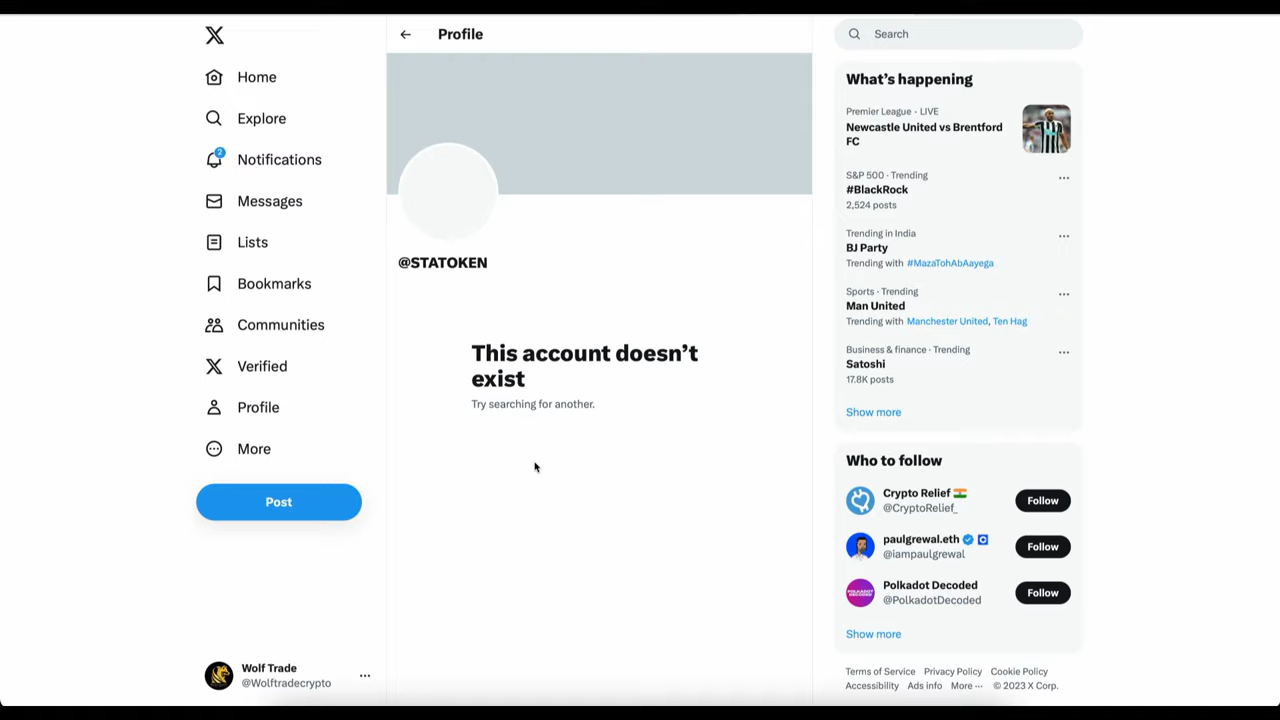 Home
Explore
2
Notifications
Messages
Lists
Bookmarks
Communities
Verified
Profile
More
Post
Wolf Trade
@Wolftradecrypto
Profile
@STATOKEN
This account doesn't
exist
Try searching for another.
Search
What's happening
Premier League · LIVE
Newcastle United vs Brentford
FC
S&P 500 · Trending
#BlackRock
2,524 posts
Trending in India
BJ Party
Trending with #MazaTohAbAayega
Sports · Trending
Man United
Trending with Manchester United, Ten Hag
Business & finance · Trending
Satoshi
17.8K posts
Show more
Who to follow
Crypto Relief
@CryptoRelief_
Follow
paulgrewal.eth
@iampaulgrewal
Follow
POLKADOT
DECODED
Polkadot Decoded
@PolkadotDecoded
Follow
Show more
Terms of Service Privacy Policy Cookie Policy
Accessibility Ads info More ··· © 2023 X Corp.